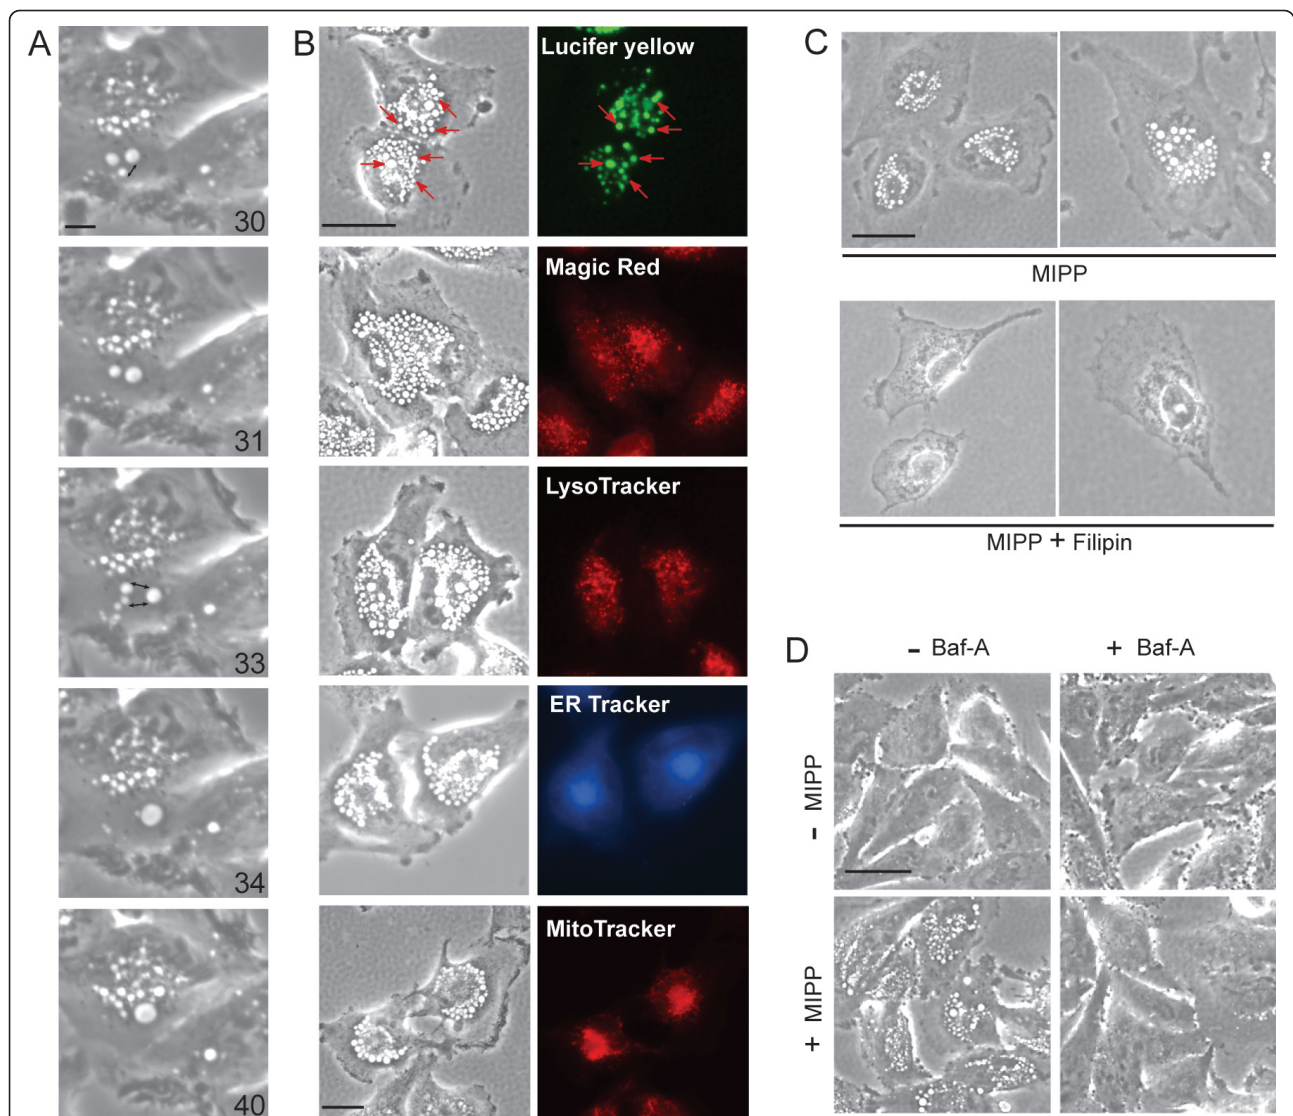 A
30
31
33
34
40
B
Lucifer yellow
Magic Red
LysoTracker
ER Tracker
MitoTracker
C
MIPP
MIPP + Filipin
D
- Baf-A
+ Baf-A
- MIPP
+ MIPP